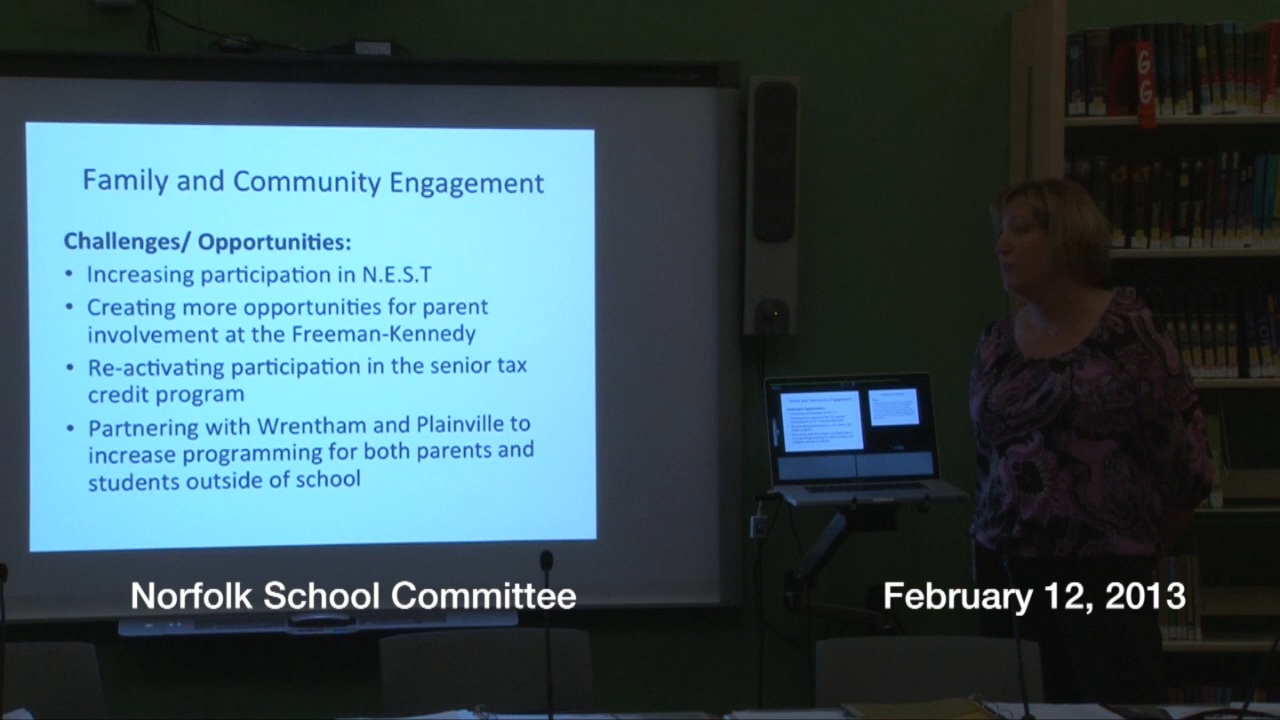 Family and Community Engagement
Challenges/ Opportunities:
• Increasing participation in N.E.S.T
• Creating more opportunities for parent
involvement at the Freeman-Kennedy
• Re-activating participation in the senior tax
credit program
• Partnering with Wrentham and Plainville to
increase programming for both parents and
students outside of school
G
G
Norfolk School Committee
February 12, 2013